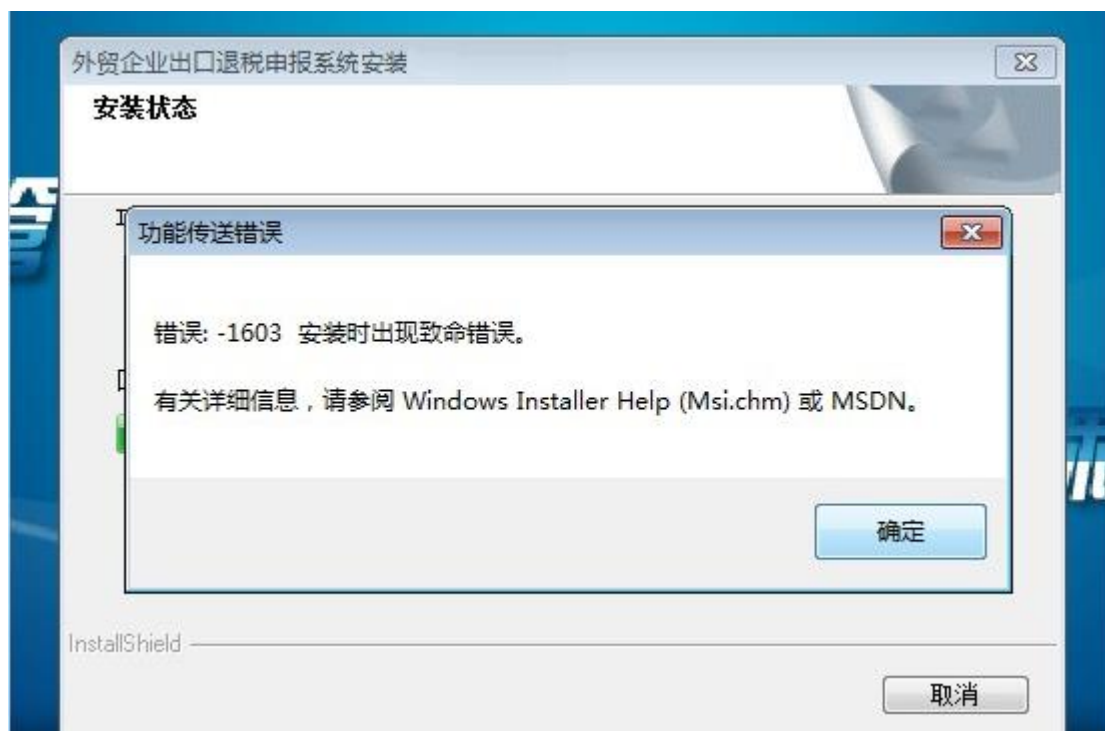 外贸企业出口退税申报系统安装
安装状态
功能传送错误
错误: -1603 安装时出现致命错误。
有关详细信息，请参阅 Windows Installer Help (Msi.chm) 或 MSDN。
确定
InstallShield
取消